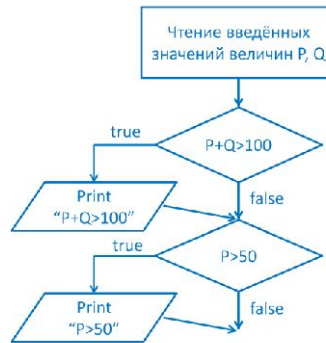 Чтение введённых
значений величин P, Q
true
P+Q>100
Print
“P+Q>100”
false
true
P>50
Print
“P>50”
false